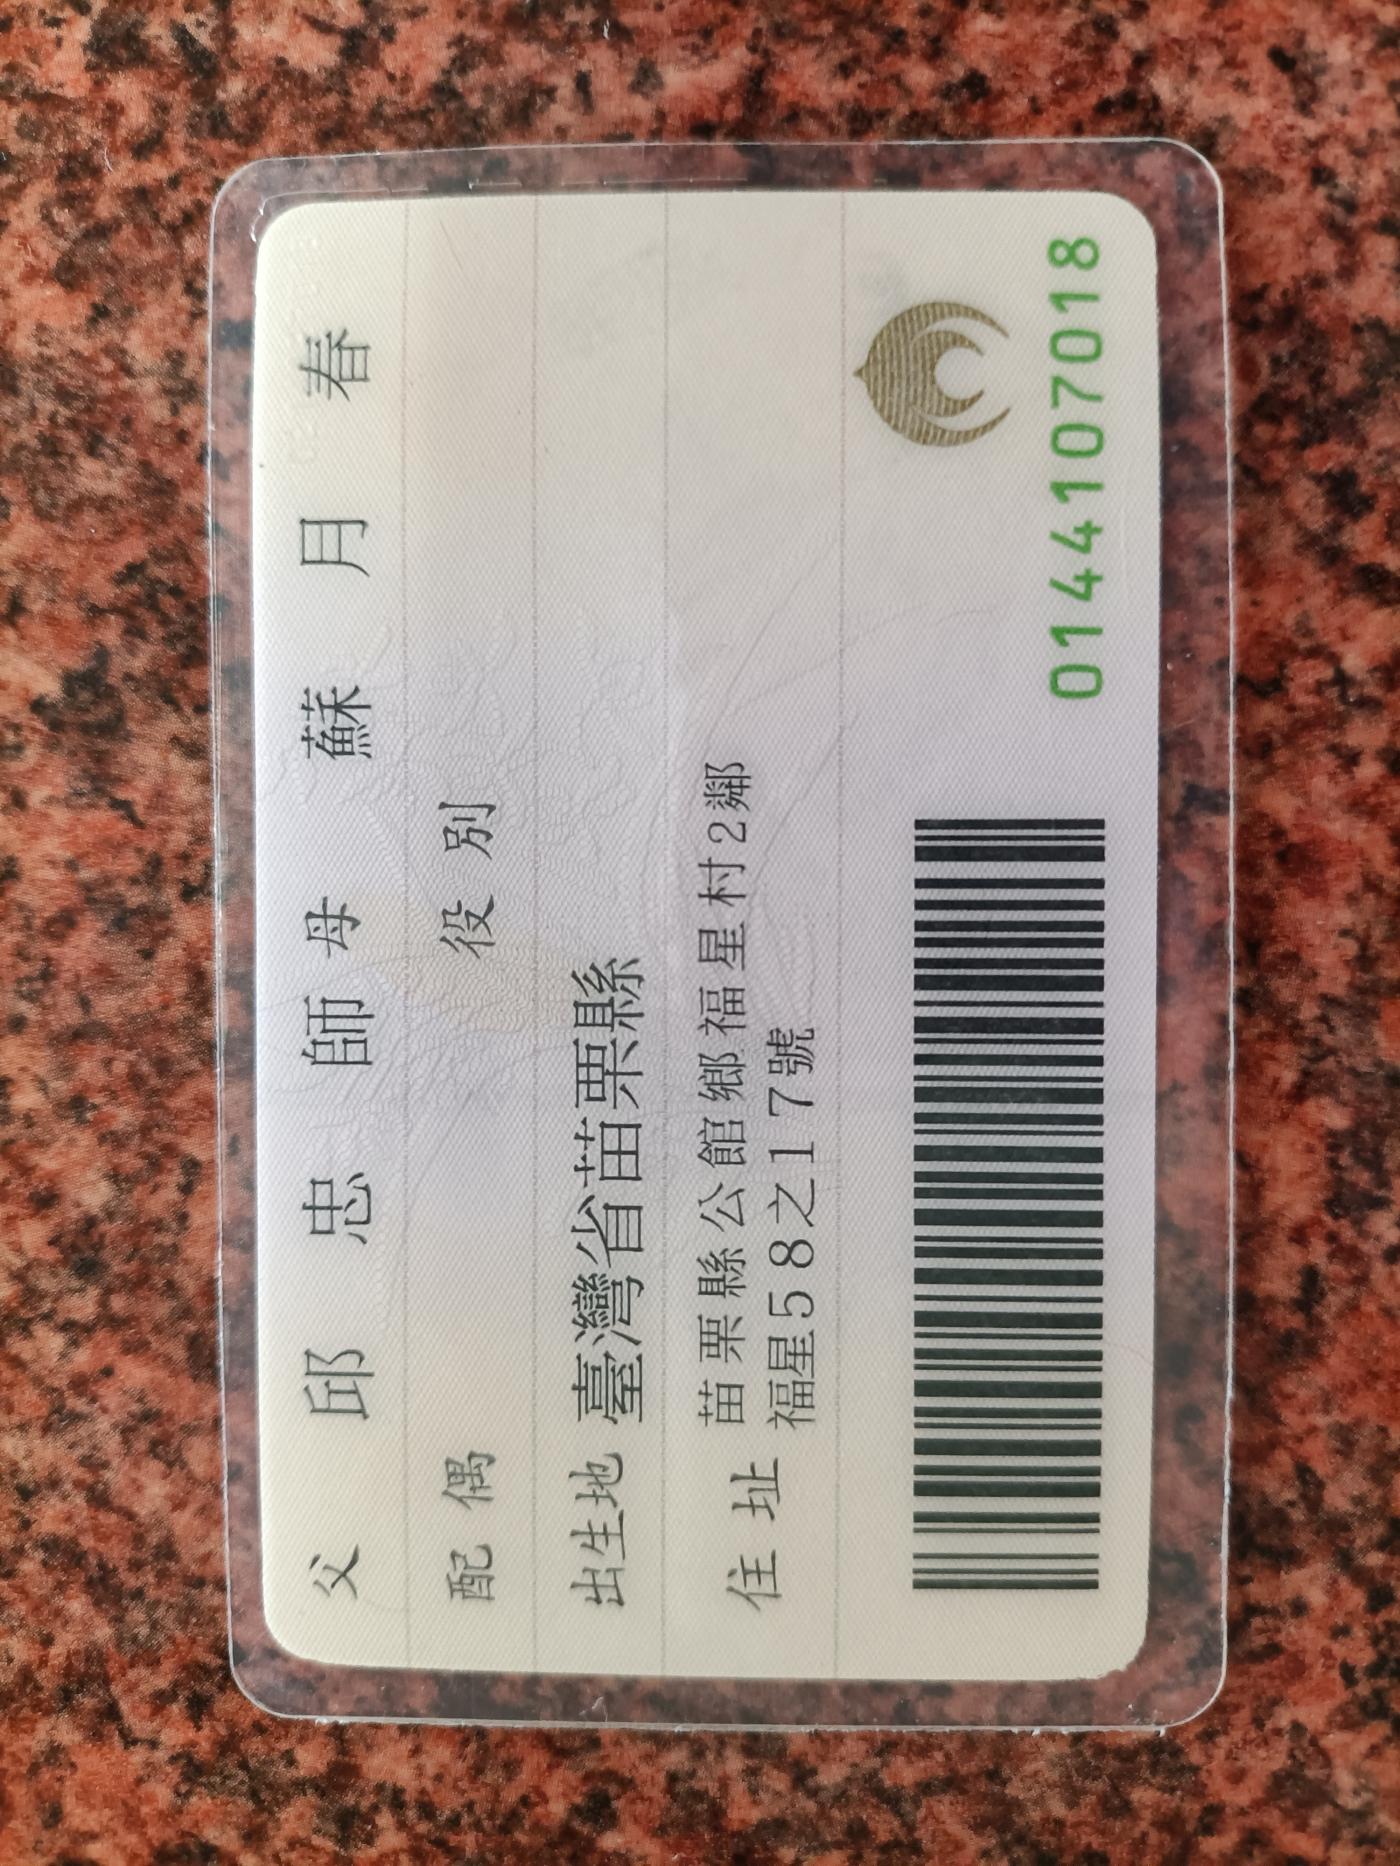 父 邱忠師 母 蘇月春
配偶 役別
出生地 臺灣省苗栗縣
住址 苗栗縣公館鄉福星村2鄰
福星58之17號
0144107018